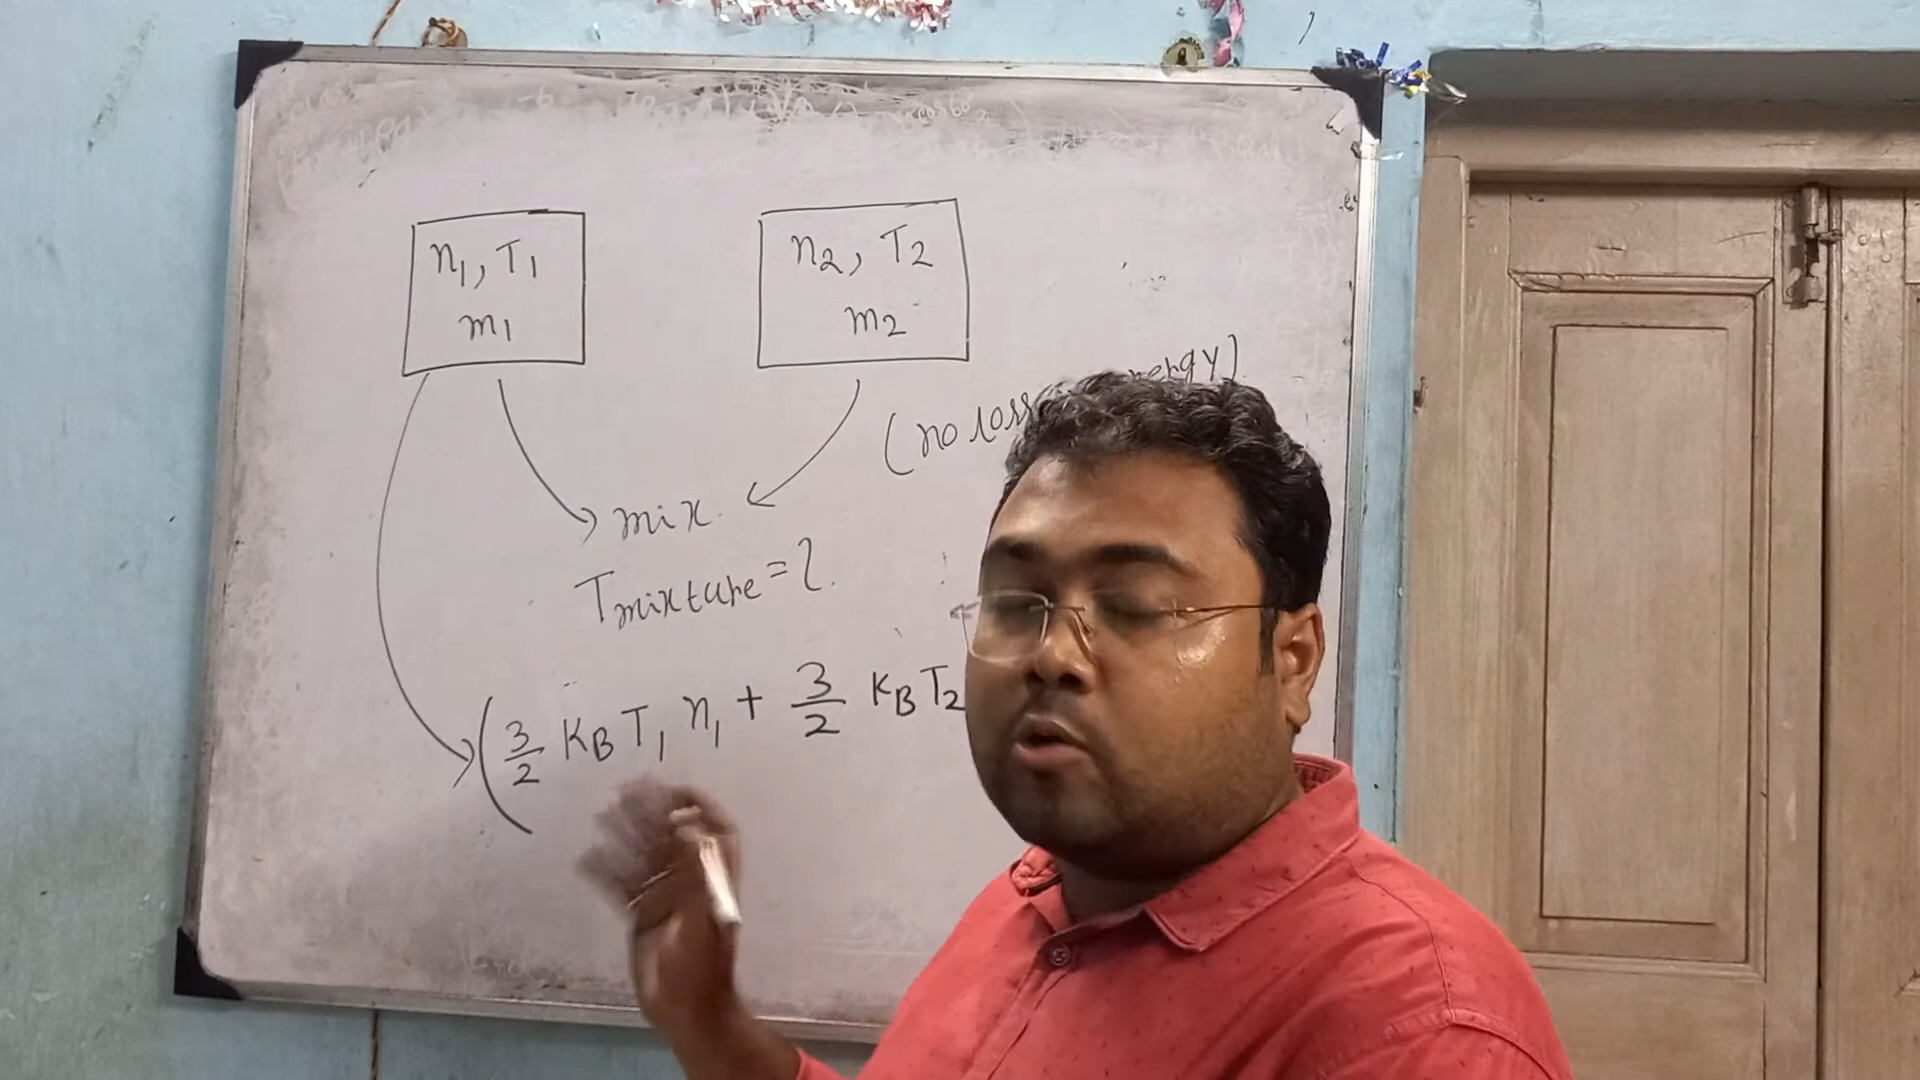 n₁, T₁
m₁
n₂, T₂
m₂
(no loss energy)
mix
Tmixture = ?
(3/2 KB T₁ n₁ + 3/2 KB T₂